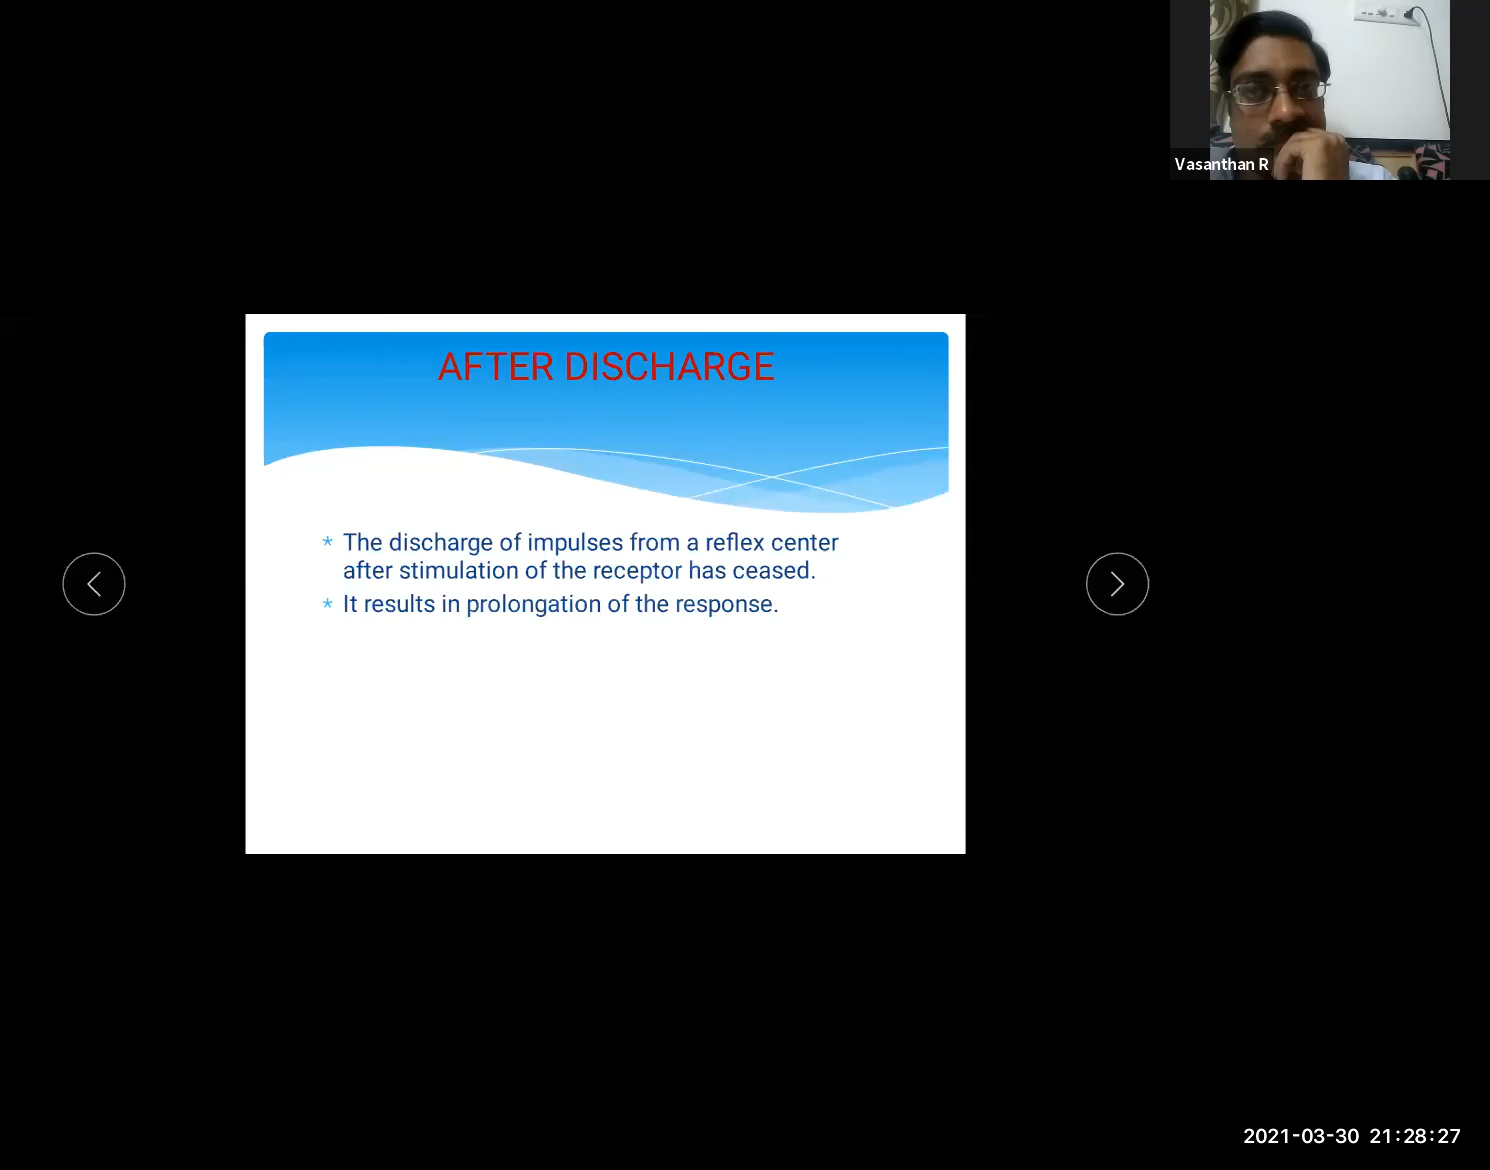 Vasanthan R
AFTER DISCHARGE
* The discharge of impulses from a reflex center
after stimulation of the receptor has ceased.
* It results in prolongation of the response.
2021-03-30 21:28:27